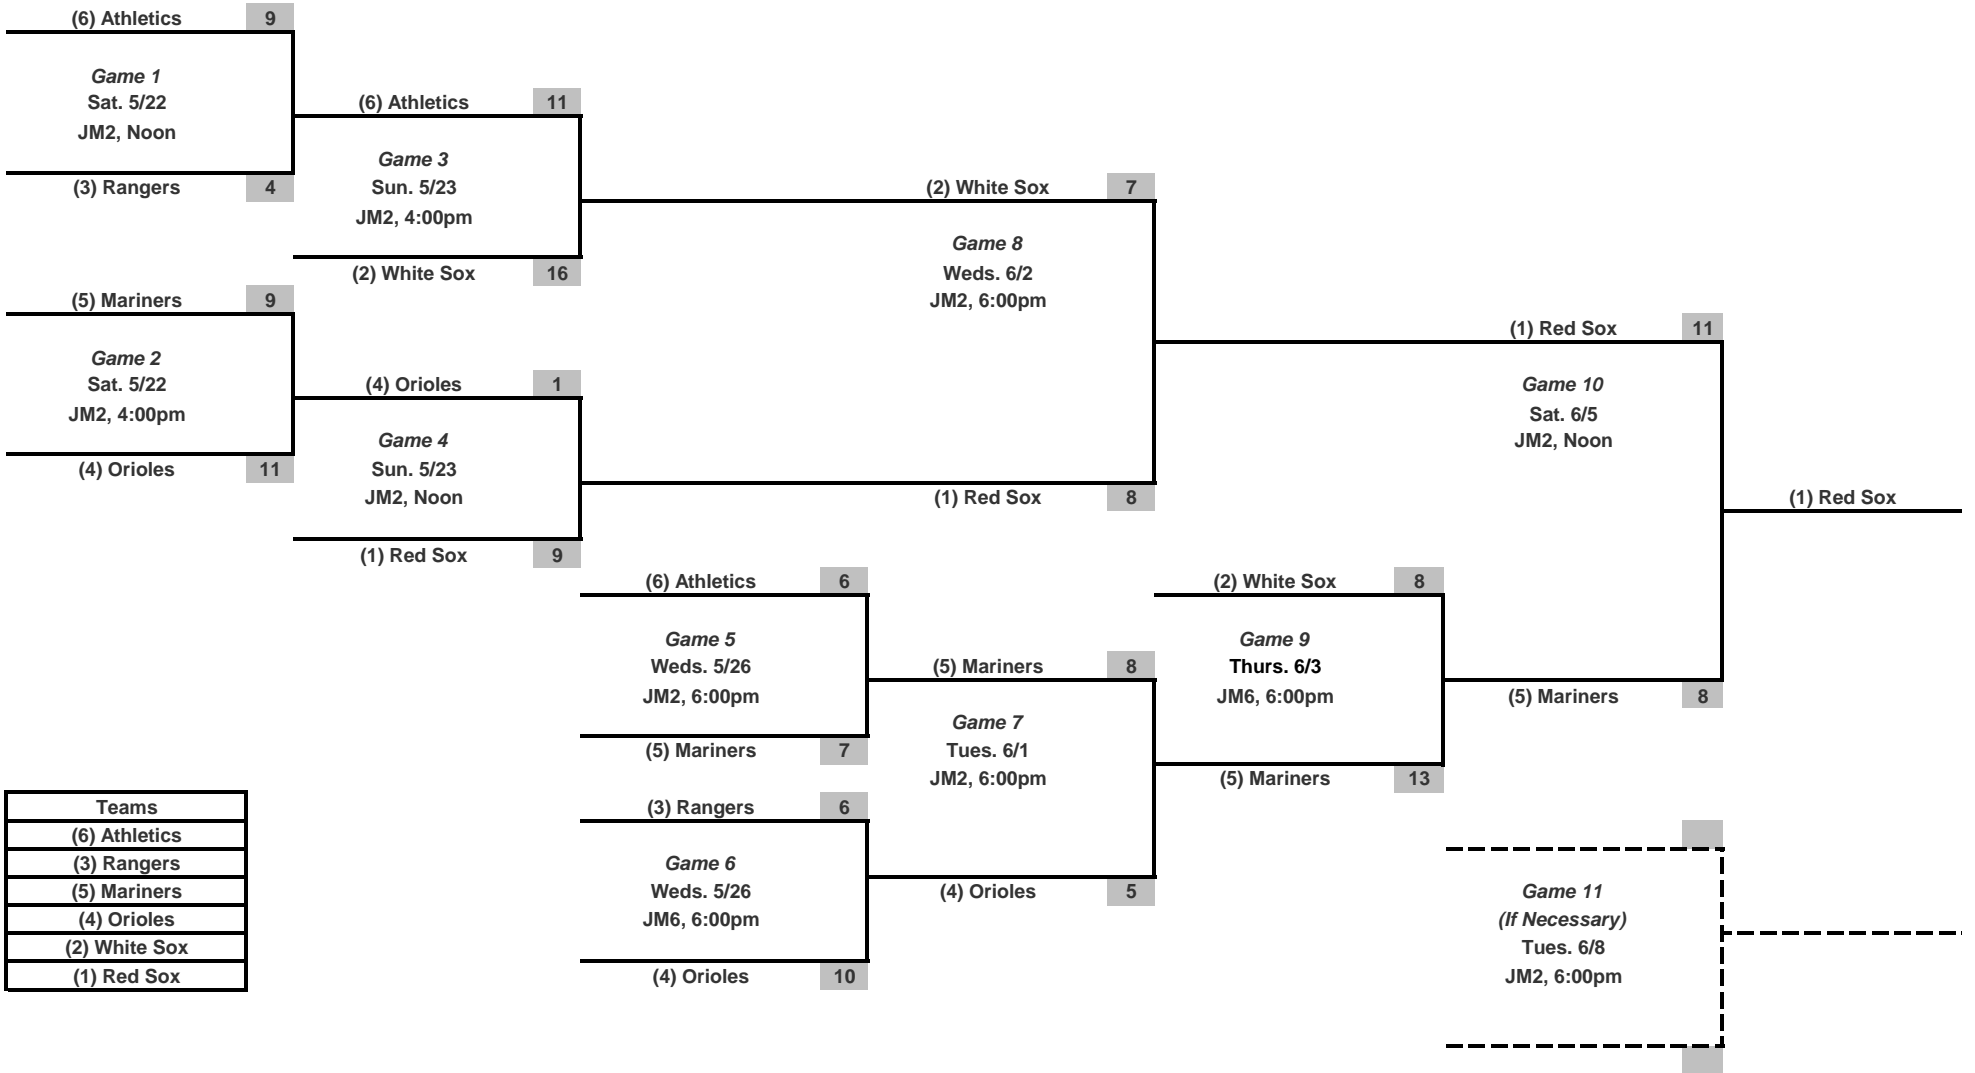 (6) Athletics 9
Game 1
Sat. 5/22
JM2, Noon
(3) Rangers 4
(6) Athletics 11
Game 3
Sun. 5/23
JM2, 4:00pm
(2) White Sox 16
(5) Mariners 9
Game 2
Sat. 5/22
JM2, 4:00pm
(4) Orioles 11
(4) Orioles 1
Game 4
Sun. 5/23
JM2, Noon
(1) Red Sox 9
(2) White Sox 7
Game 8
Weds. 6/2
JM2, 6:00pm
(1) Red Sox 8
(6) Athletics 6
Game 5
Weds. 5/26
JM2, 6:00pm
(5) Mariners 7
(3) Rangers 6
Game 6
Weds. 5/26
JM6, 6:00pm
(4) Orioles 10
(5) Mariners 8
Game 7
Tues. 6/1
JM2, 6:00pm
(4) Orioles 5
(2) White Sox 8
Game 9
Thurs. 6/3
JM6, 6:00pm
(5) Mariners 13
(1) Red Sox 11
Game 10
Sat. 6/5
JM2, Noon
(5) Mariners 8
(1) Red Sox
Game 11
(If Necessary)
Tues. 6/8
JM2, 6:00pm
Teams
(6) Athletics
(3) Rangers
(5) Mariners
(4) Orioles
(2) White Sox
(1) Red Sox